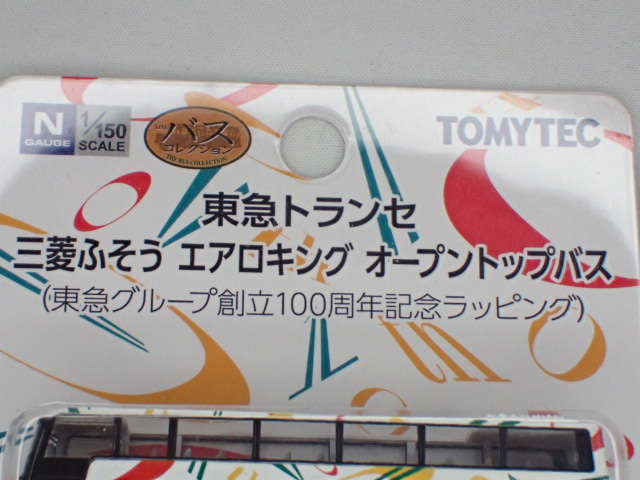 N
GAUGE
1/150
SCALE
THE
バス
コレクション
THE BUS COLLECTION
TOMYTEC
東急トランセ
三菱ふそう エアロキング オープントップバス
(東急グループ創立100周年記念ラッピング)